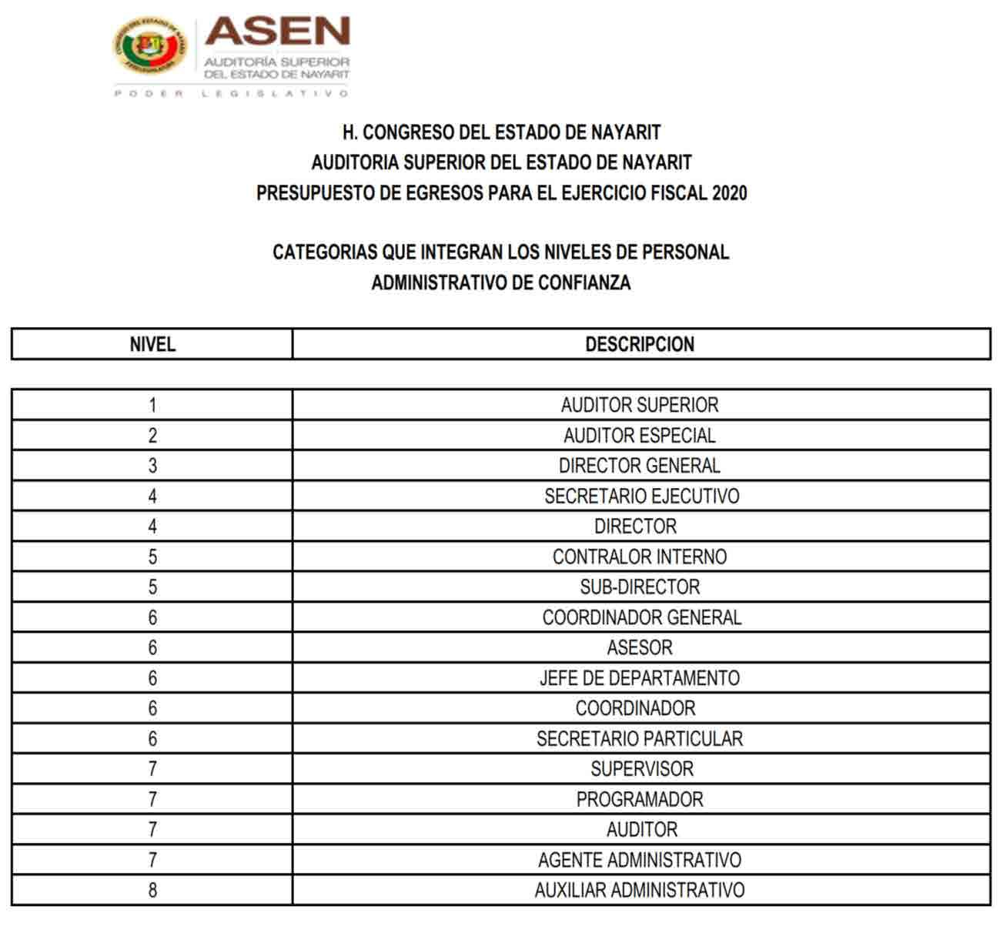 ASEN
AUDITORÍA SUPERIOR
DEL ESTADO DE NAYARIT
PODER LEGISLATIVO
H. CONGRESO DEL ESTADO DE NAYARIT
AUDITORIA SUPERIOR DEL ESTADO DE NAYARIT
PRESUPUESTO DE EGRESOS PARA EL EJERCICIO FISCAL 2020
CATEGORIAS QUE INTEGRAN LOS NIVELES DE PERSONAL
ADMINISTRATIVO DE CONFIANZA
NIVEL DESCRIPCION
1 AUDITOR SUPERIOR
2 AUDITOR ESPECIAL
3 DIRECTOR GENERAL
4 SECRETARIO EJECUTIVO
4 DIRECTOR
5 CONTRALOR INTERNO
5 SUB-DIRECTOR
6 COORDINADOR GENERAL
6 ASESOR
6 JEFE DE DEPARTAMENTO
6 COORDINADOR
6 SECRETARIO PARTICULAR
7 SUPERVISOR
7 PROGRAMADOR
7 AUDITOR
7 AGENTE ADMINISTRATIVO
8 AUXILIAR ADMINISTRATIVO